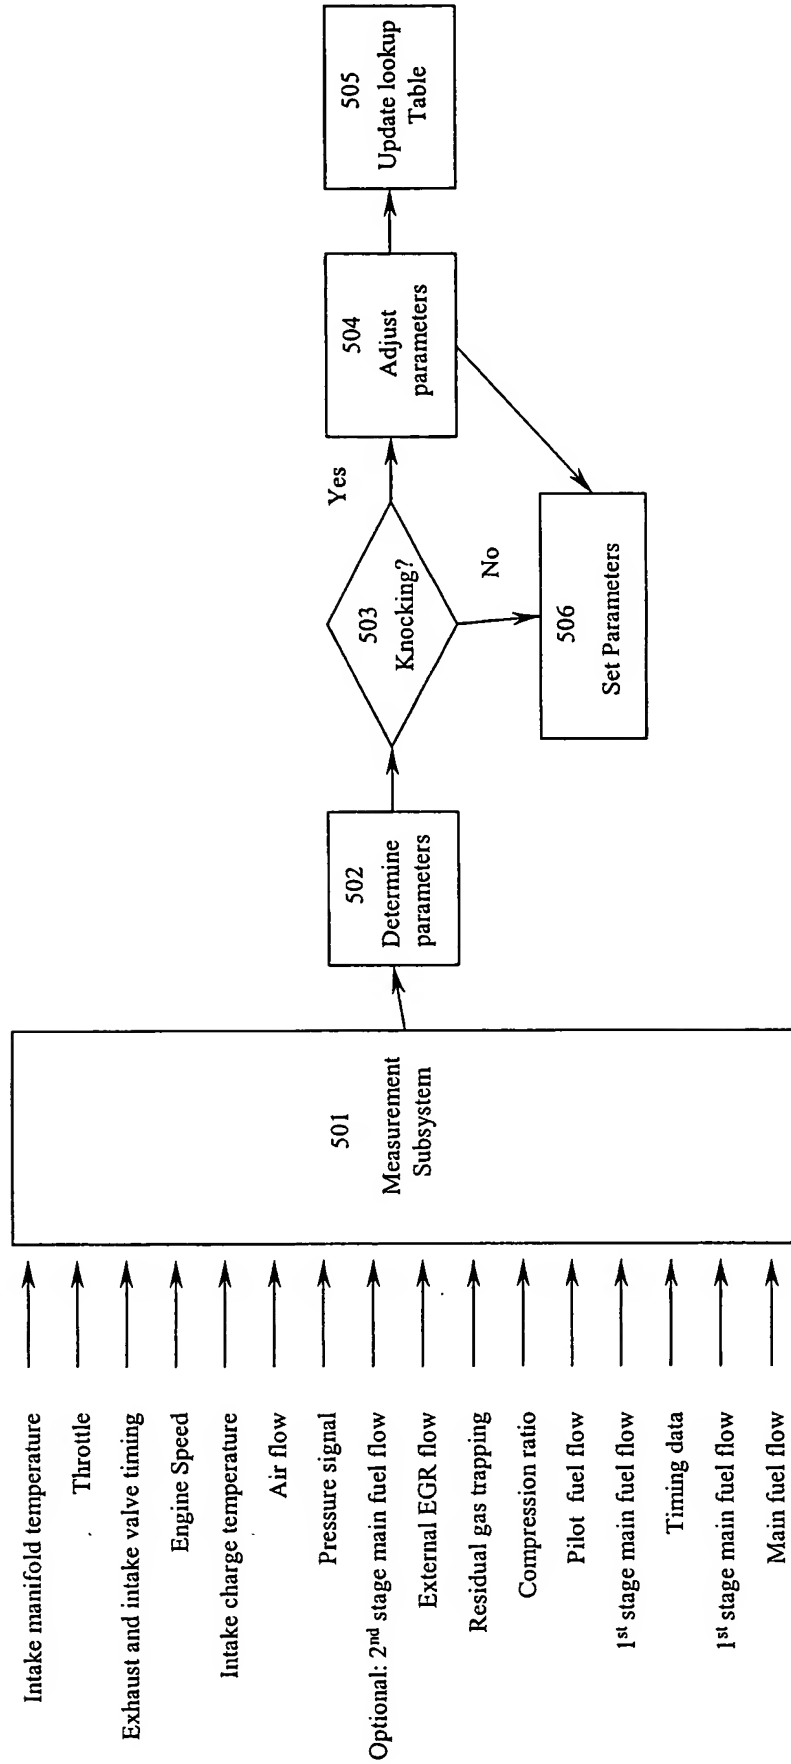 Intake manifold temperature
Throttle
Exhaust and intake valve timing
Engine Speed
Intake charge temperature
Air flow
Pressure signal
Optional: 2nd stage main fuel flow
External EGR flow
Residual gas trapping
Compression ratio
Pilot fuel flow
1st stage main fuel flow
Timing data
1st stage main fuel flow
Main fuel flow
501
Measurement
Subsystem
502
Determine
parameters
503
Knocking?
Yes
No
504
Adjust
parameters
505
Update lookup
Table
506
Set Parameters